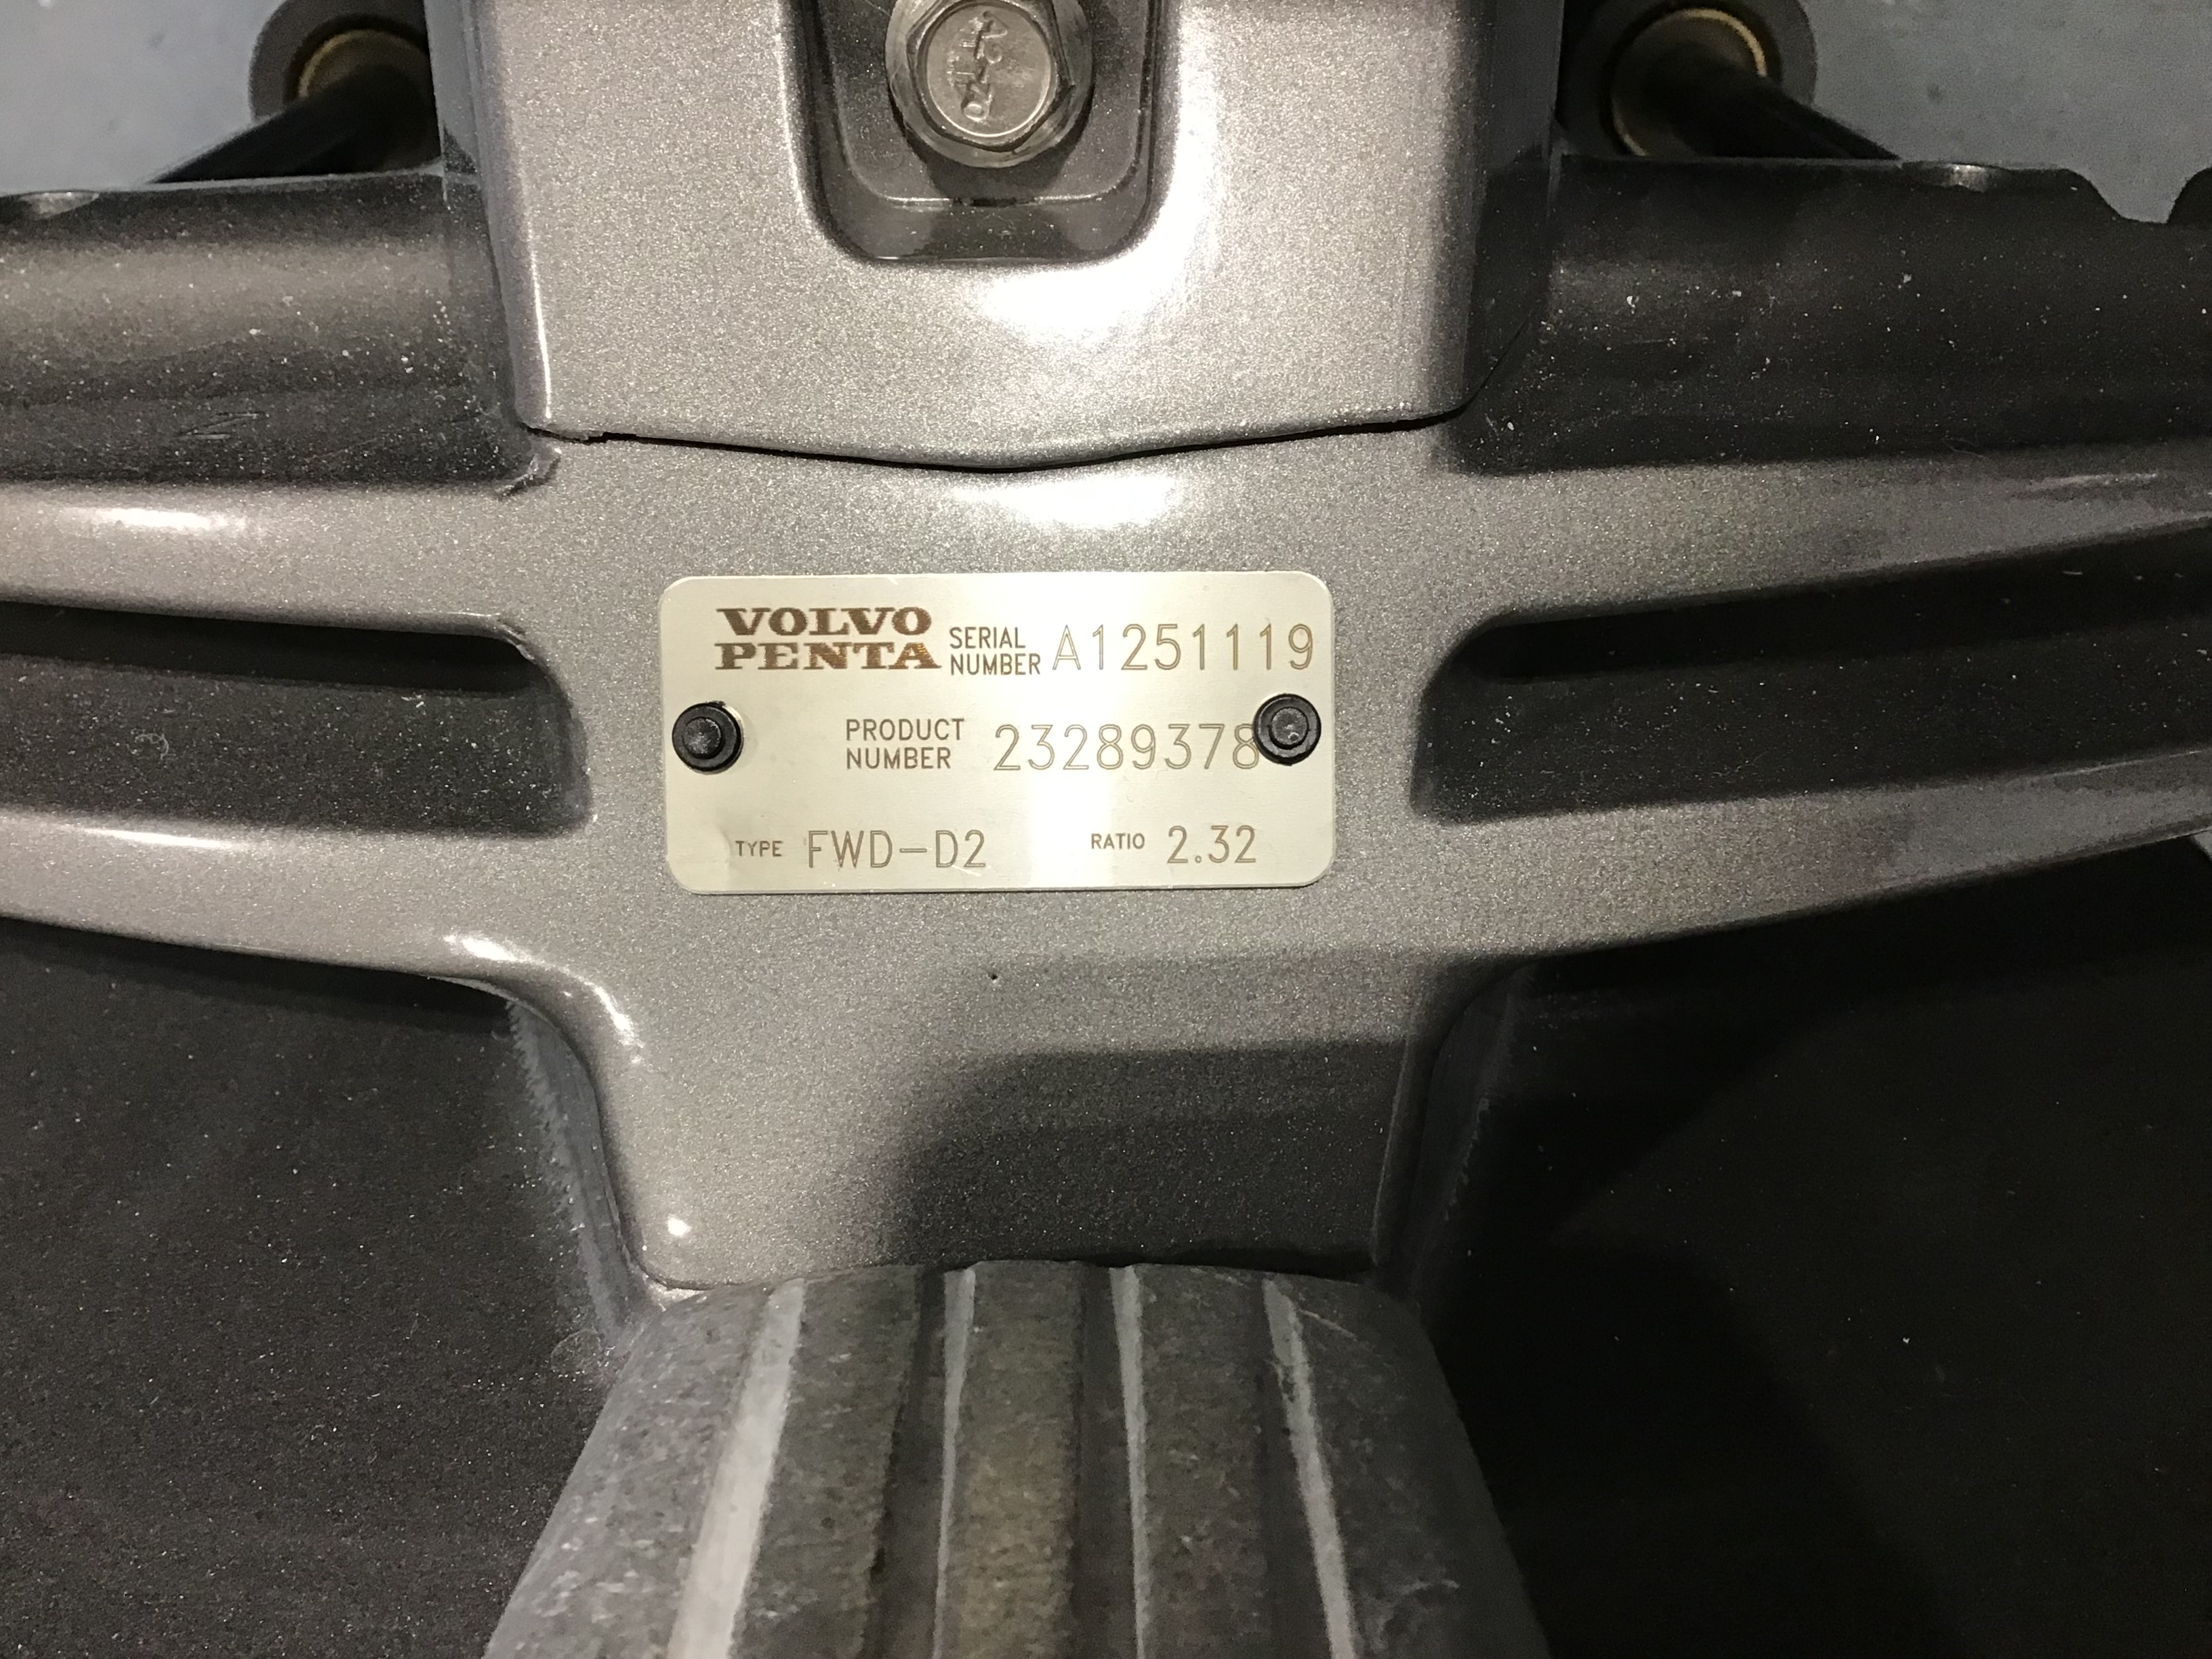 VOLVO
PENTA
SERIAL
NUMBER A1251119
PRODUCT
NUMBER 23289378
TYPE FWD-D2 RATIO 2.32